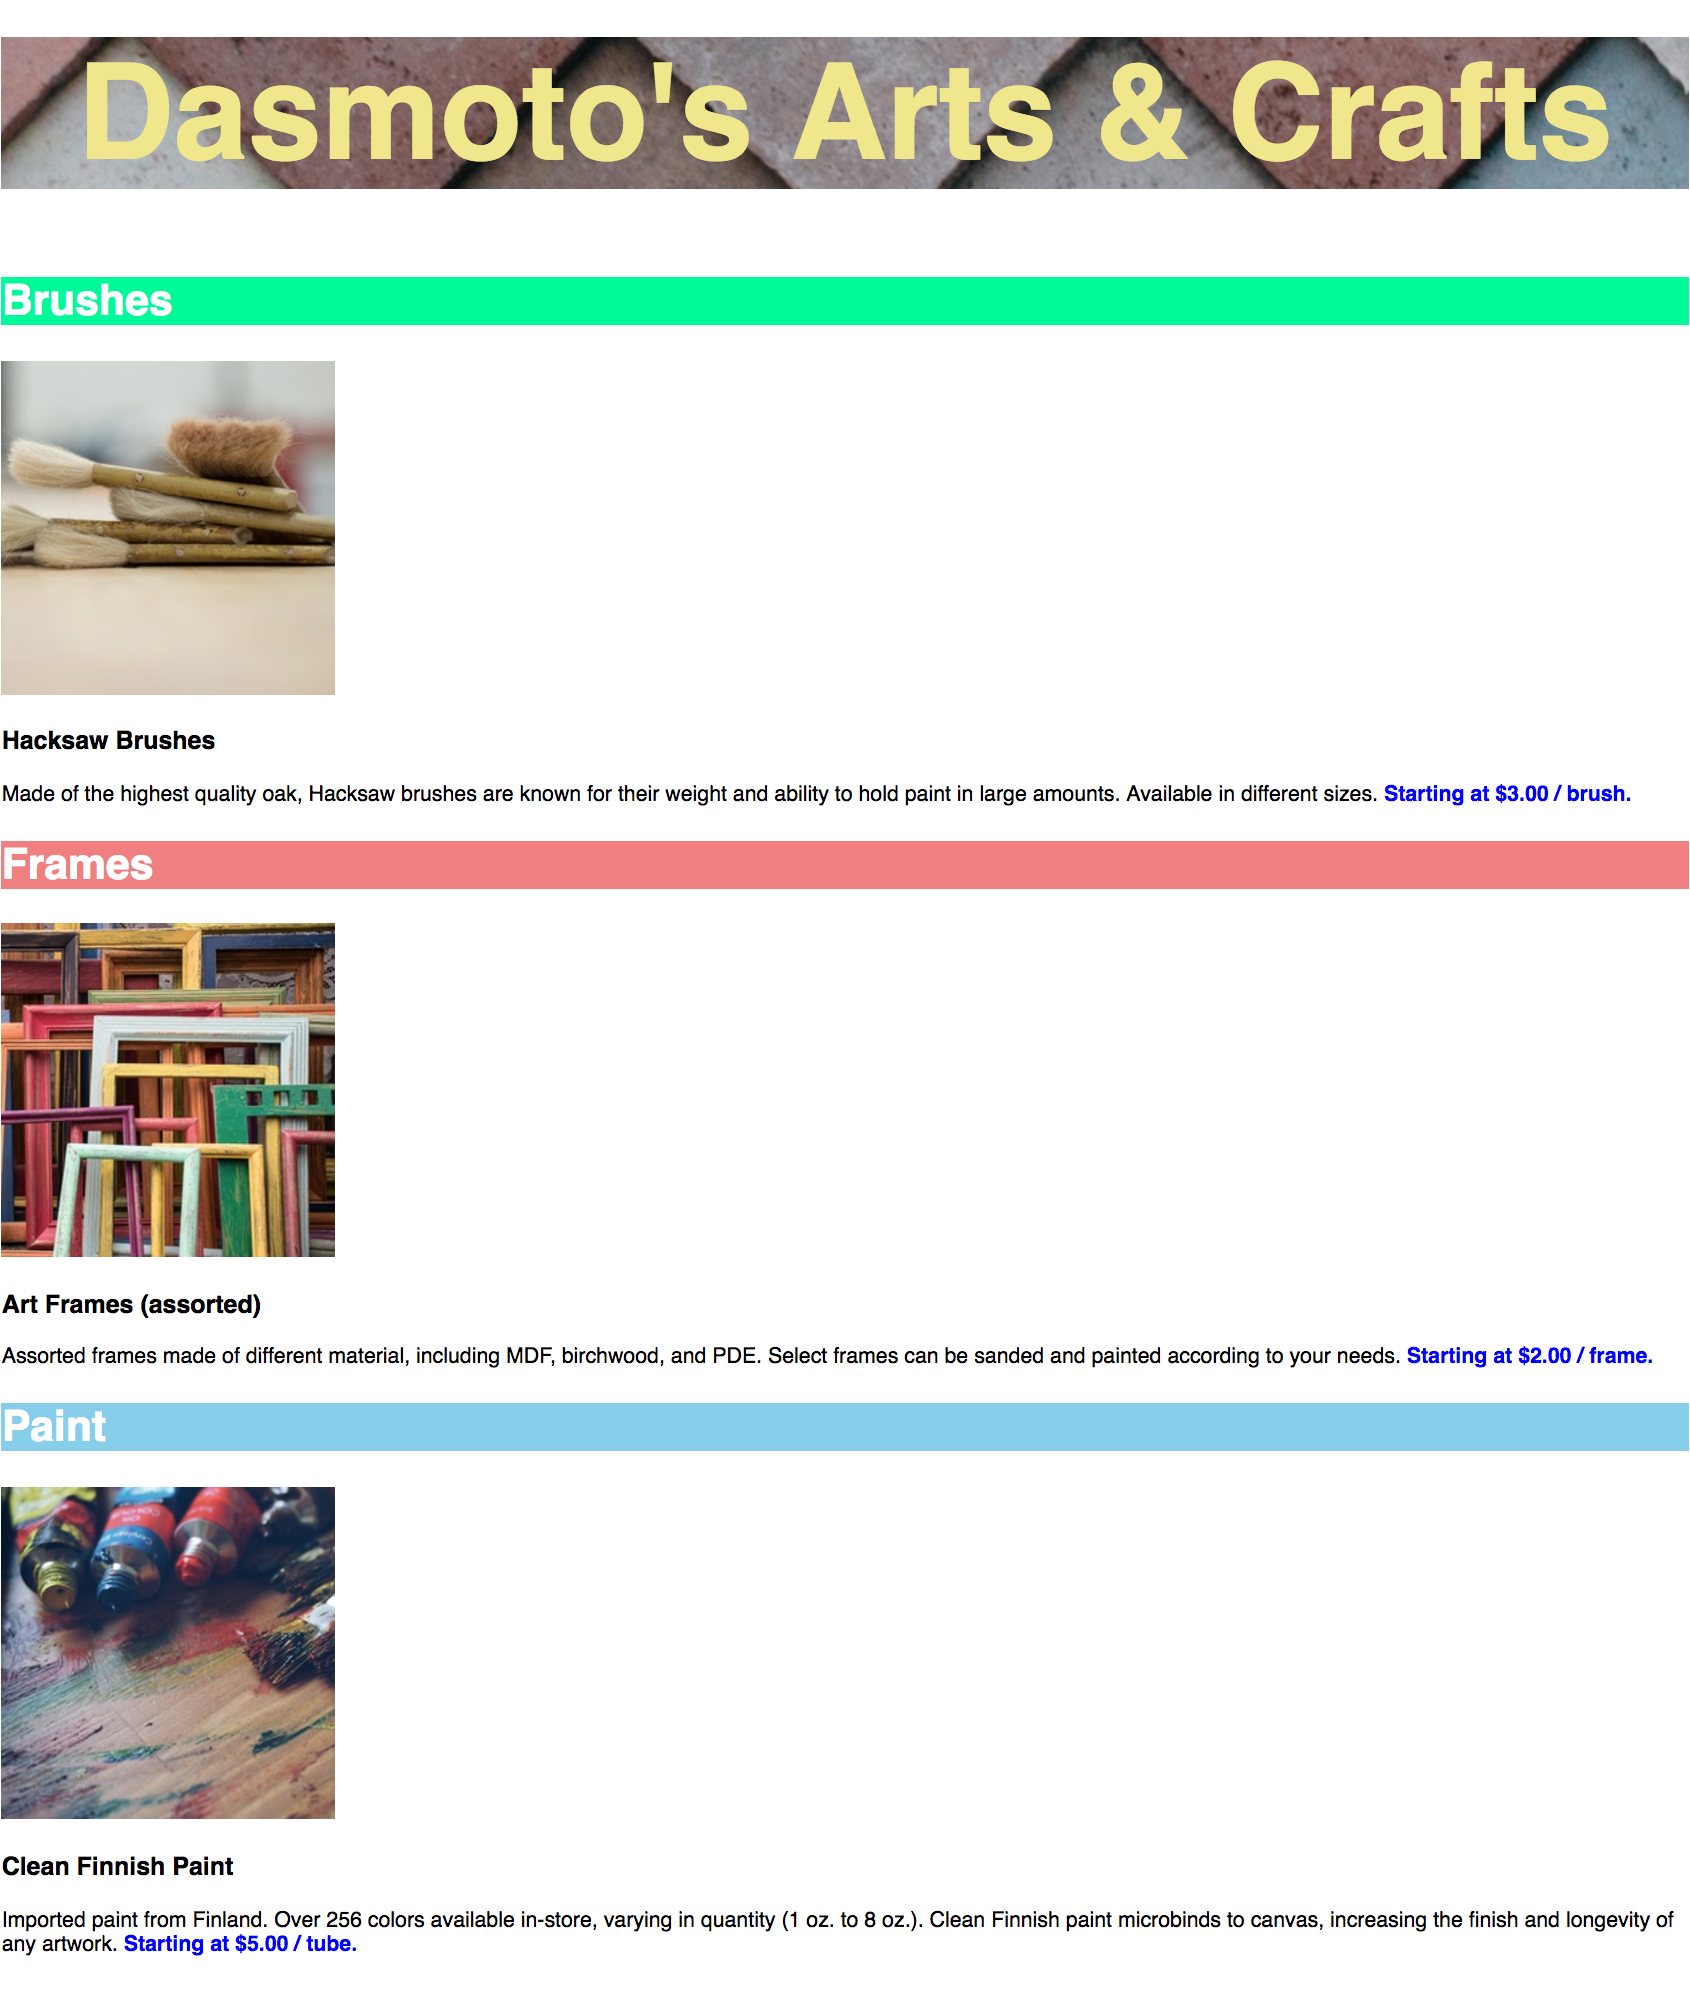 Dasmoto's Arts & Crafts
Brushes
Hacksaw Brushes
Made of the highest quality oak, Hacksaw brushes are known for their weight and ability to hold paint in large amounts. Available in different sizes. Starting at $3.00 / brush.
Frames
Art Frames (assorted)
Assorted frames made of different material, including MDF, birchwood, and PDE. Select frames can be sanded and painted according to your needs. Starting at $2.00 / frame.
Paint
Clean Finnish Paint
Imported paint from Finland. Over 256 colors available in-store, varying in quantity (1 oz. to 8 oz.). Clean Finnish paint microbinds to canvas, increasing the finish and longevity of
any artwork. Starting at $5.00 / tube.